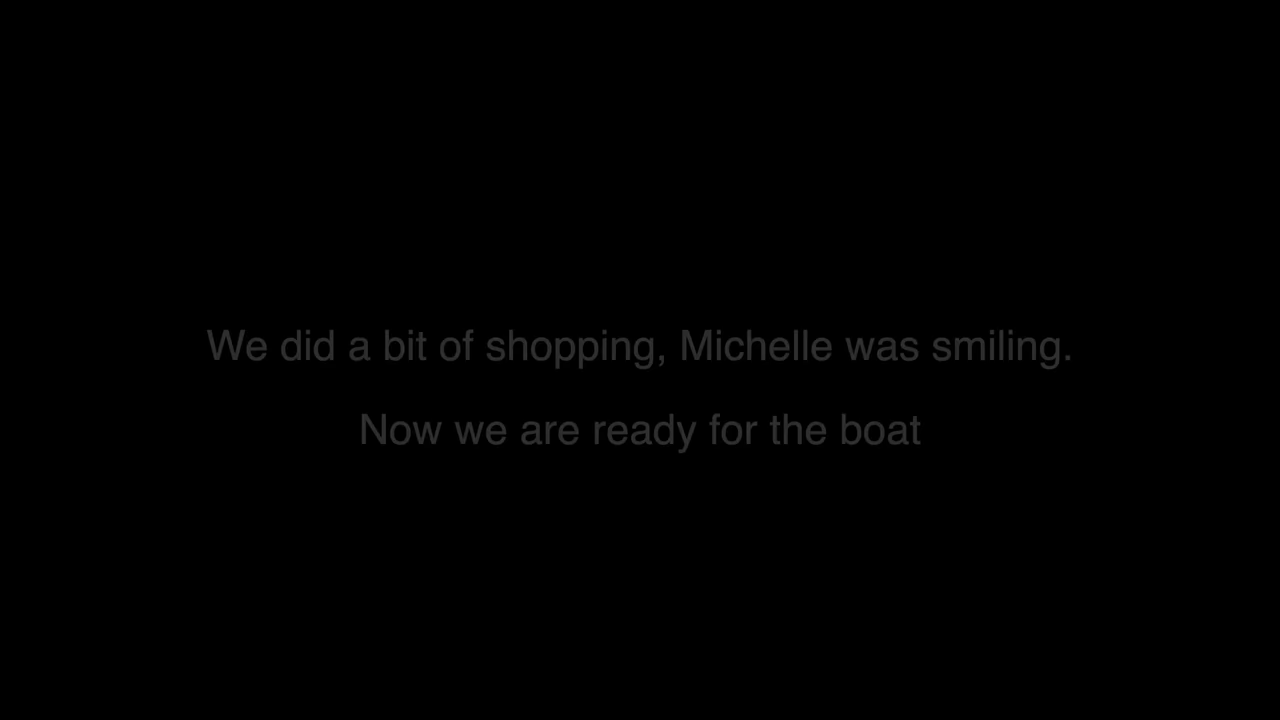 We did a bit of shopping, Michelle was smiling.
Now we are ready for the boat